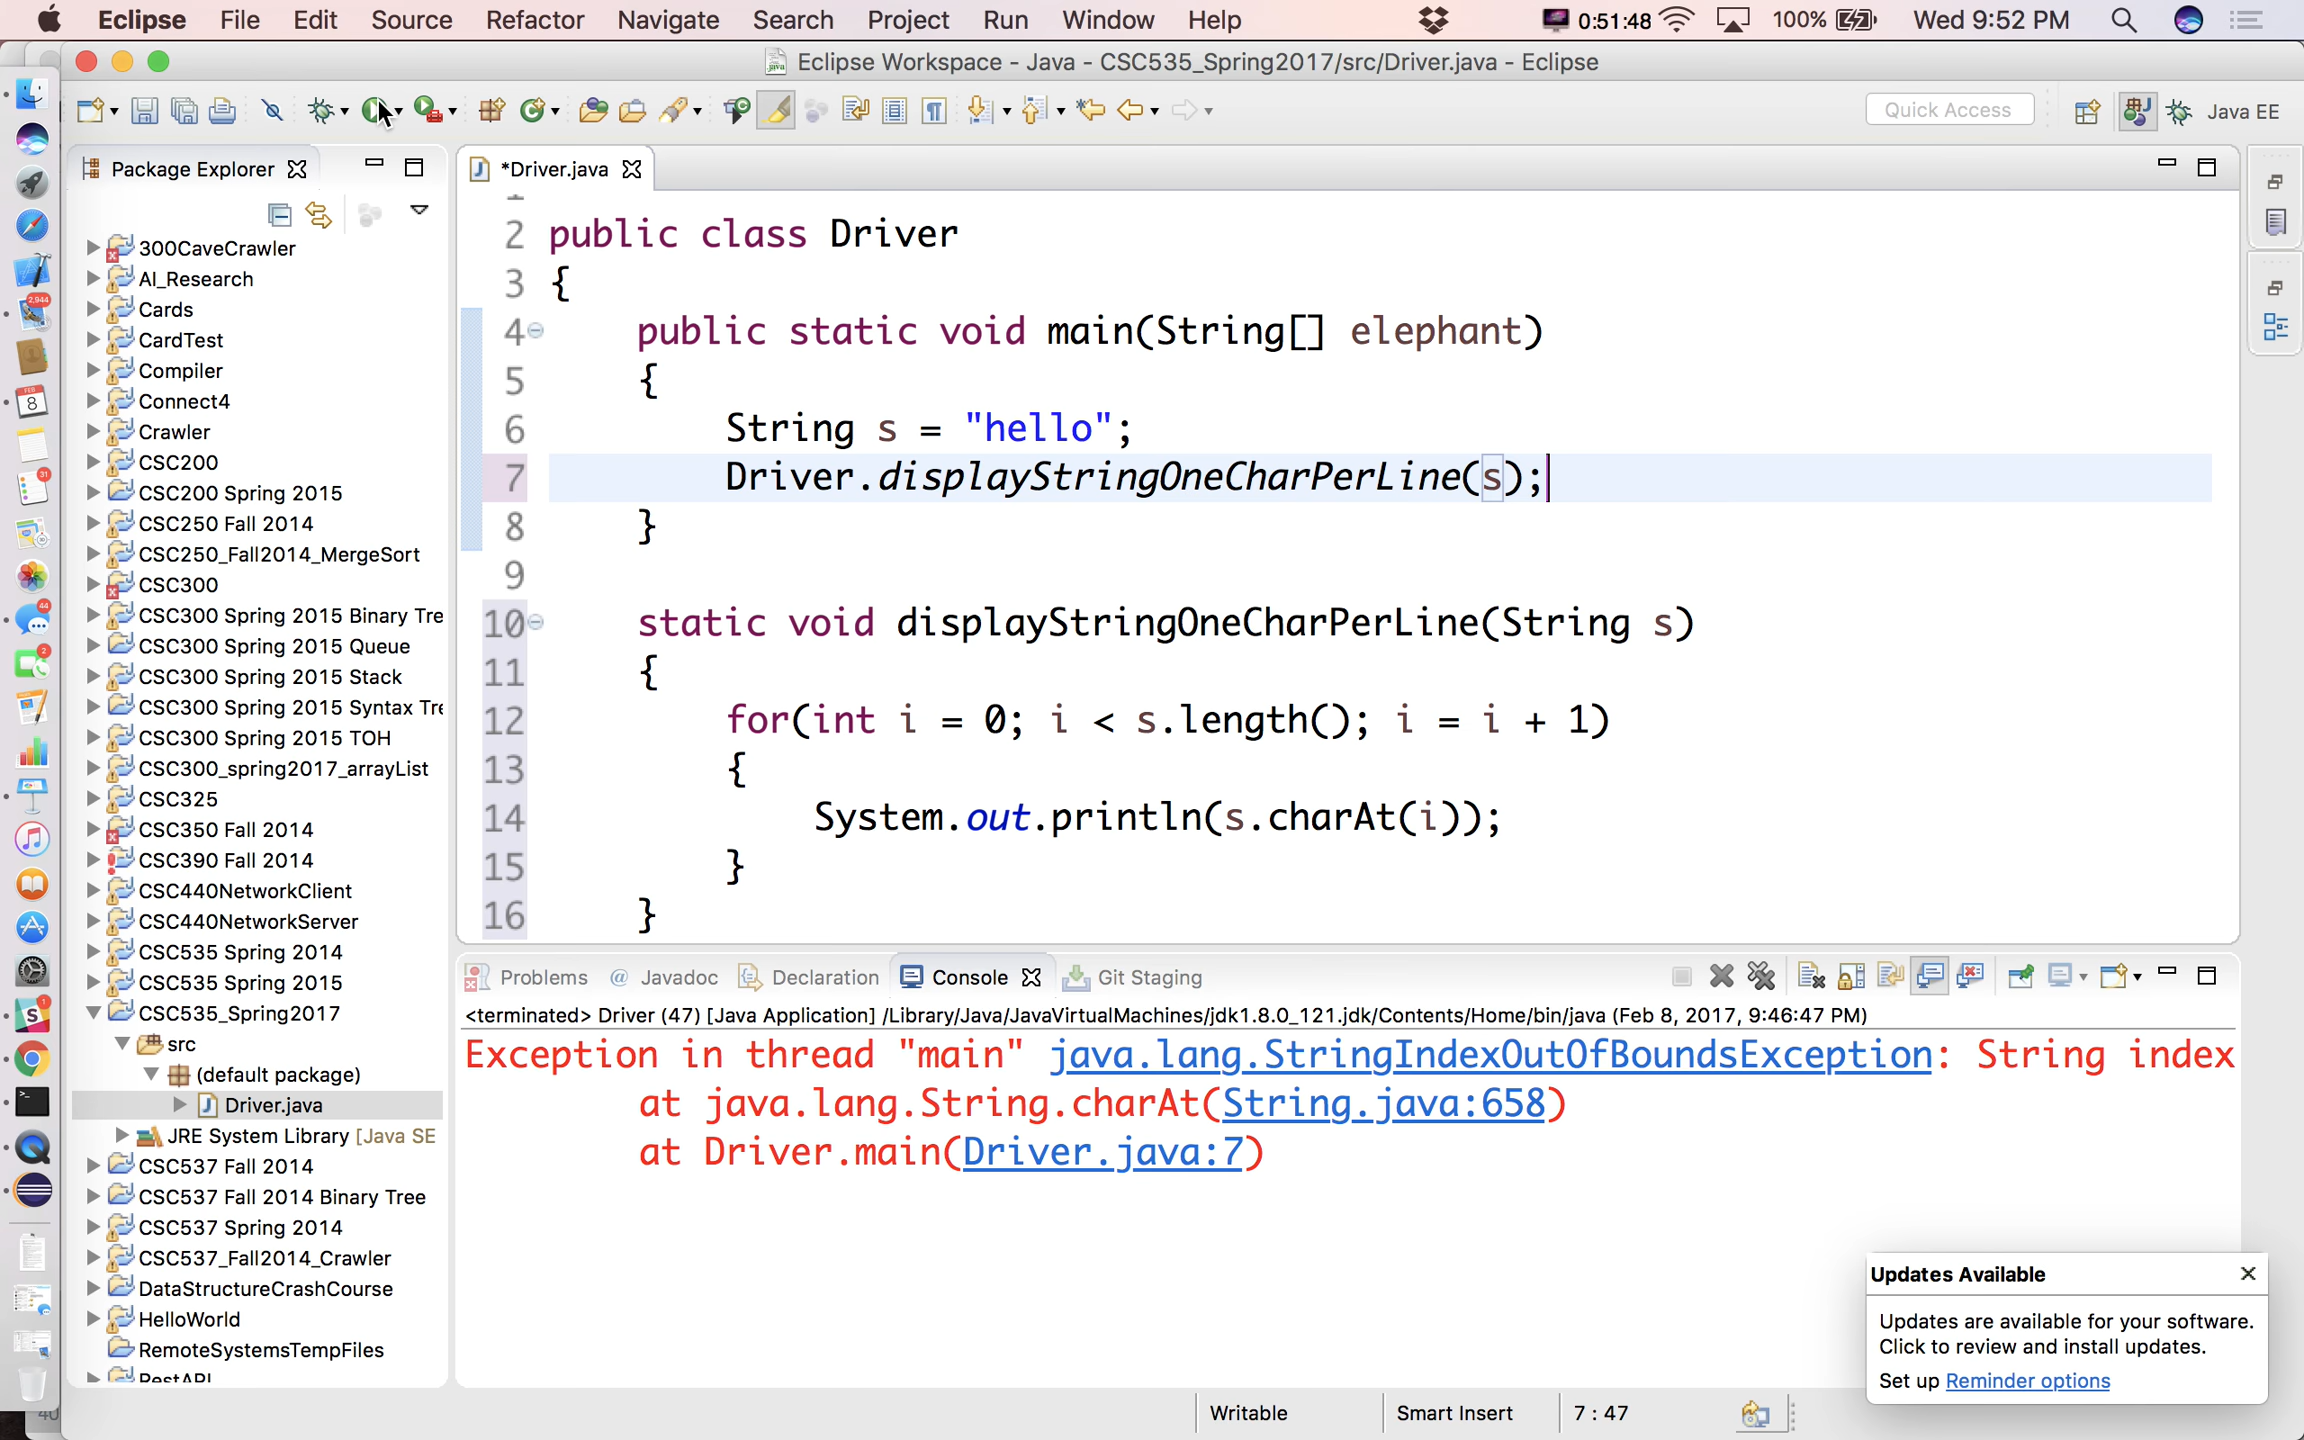 Eclipse File Edit Source Refactor Navigate Search Project Run Window Help 0:51:48 100% Wed 9:52 PM
Eclipse Workspace - Java - CSC535_Spring2017/src/Driver.java - Eclipse
Quick Access Java EE
Package Explorer
300CaveCrawler
AI_Research
Cards
CardTest
Compiler
Connect4
Crawler
CSC200
CSC200 Spring 2015
CSC250 Fall 2014
CSC250_Fall2014_MergeSort
CSC300
CSC300 Spring 2015 Binary Tre
CSC300 Spring 2015 Queue
CSC300 Spring 2015 Stack
CSC300 Spring 2015 Syntax Tre
CSC300 Spring 2015 TOH
CSC300_spring2017_arrayList
CSC325
CSC350 Fall 2014
CSC390 Fall 2014
CSC440NetworkClient
CSC440NetworkServer
CSC535 Spring 2014
CSC535 Spring 2015
CSC535_Spring2017
src
(default package)
Driver.java
JRE System Library [Java SE
CSC537 Fall 2014
CSC537 Fall 2014 Binary Tree
CSC537 Spring 2014
CSC537_Fall2014_Crawler
DataStructureCrashCourse
HelloWorld
RemoteSystemsTempFiles
RestAPI
*Driver.java
2 public class Driver
3 {
4 public static void main(String[] elephant)
5 {
6 String s = "hello";
7 Driver.displayStringOneCharPerLine(s);
8 }
9
10 static void displayStringOneCharPerLine(String s)
11 {
12 for(int i = 0; i < s.length(); i = i + 1)
13 {
14 System.out.println(s.charAt(i));
15 }
16 }
Problems @ Javadoc Declaration Console Git Staging
<terminated> Driver (47) [Java Application] /Library/Java/JavaVirtualMachines/jdk1.8.0_121.jdk/Contents/Home/bin/java (Feb 8, 2017, 9:46:47 PM)
Exception in thread "main" java.lang.StringIndexOutOfBoundsException: String index
at java.lang.String.charAt(String.java:658)
at Driver.main(Driver.java:7)
Updates Available
Updates are available for your software.
Click to review and install updates.
Set up Reminder options
Writable Smart Insert 7 : 47
2,944
FEB
8
31
44
2
1